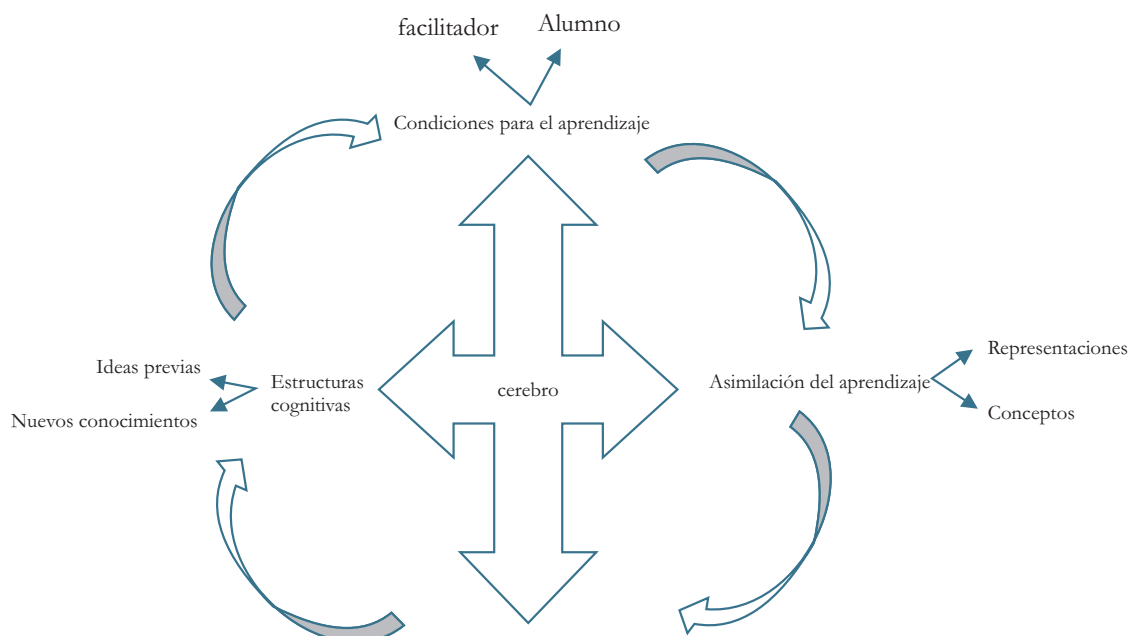 facilitador
Alumno
Condiciones para el aprendizaje
Ideas previas
Nuevos conocimientos
Estructuras
cognitivas
cerebro
Asimilación del aprendizaje
Representaciones
Conceptos